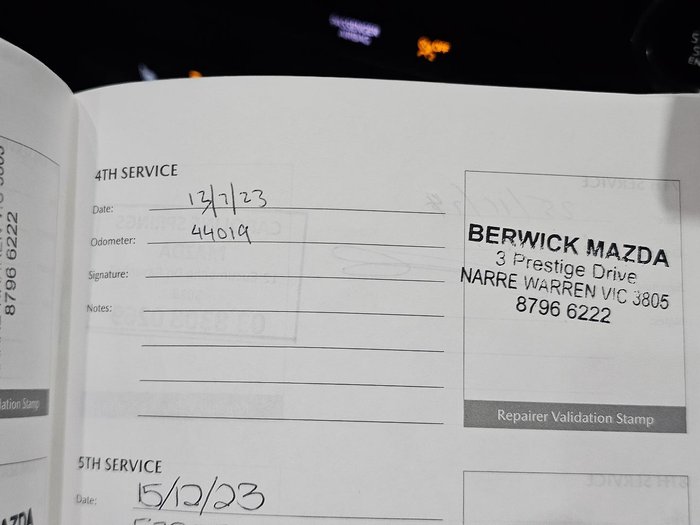 4TH SERVICE
Date: 13/7/23
Odometer: 44019
Signature:
Notes:
BERWICK MAZDA
3 Prestige Drive
NARRE WARREN VIC 3805
8796 6222
Repairer Validation Stamp
5TH SERVICE
Date: 15/12/23
8796 6222
lation Stamp